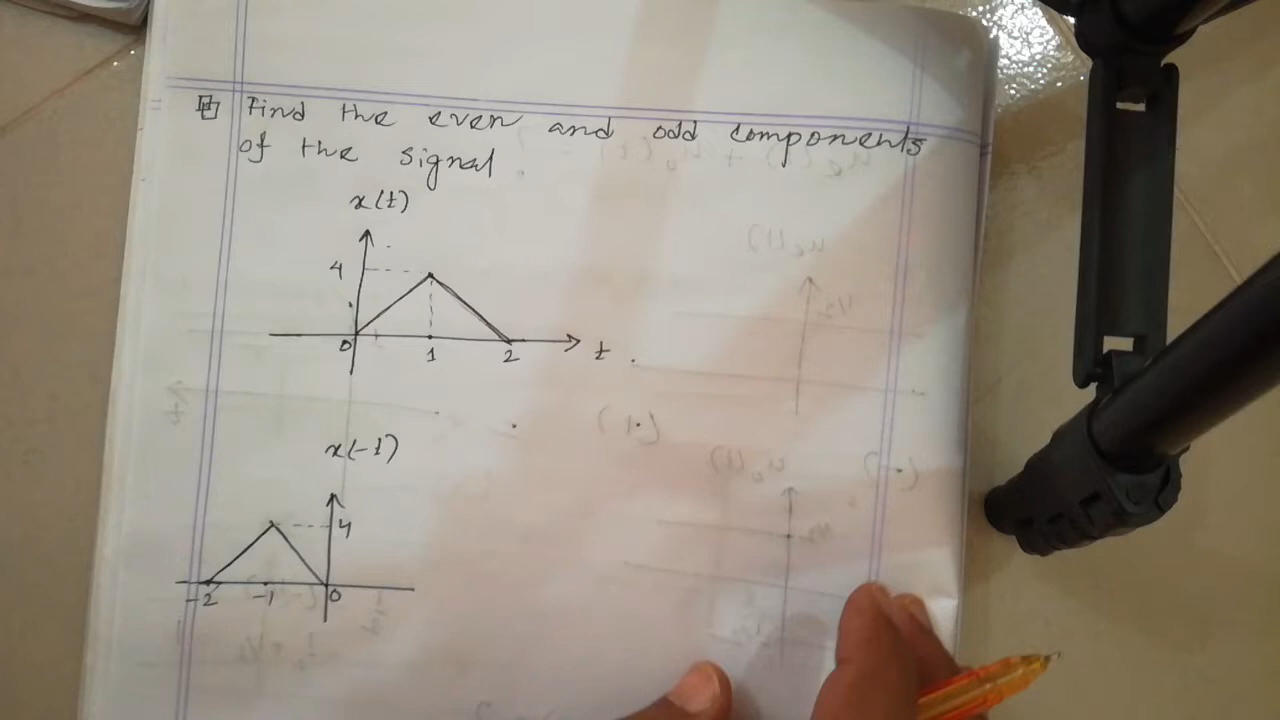 Find the even and odd components
of the signal.
x(t)
4
0 1 2 t
x(-t)
4
-2 -1 0